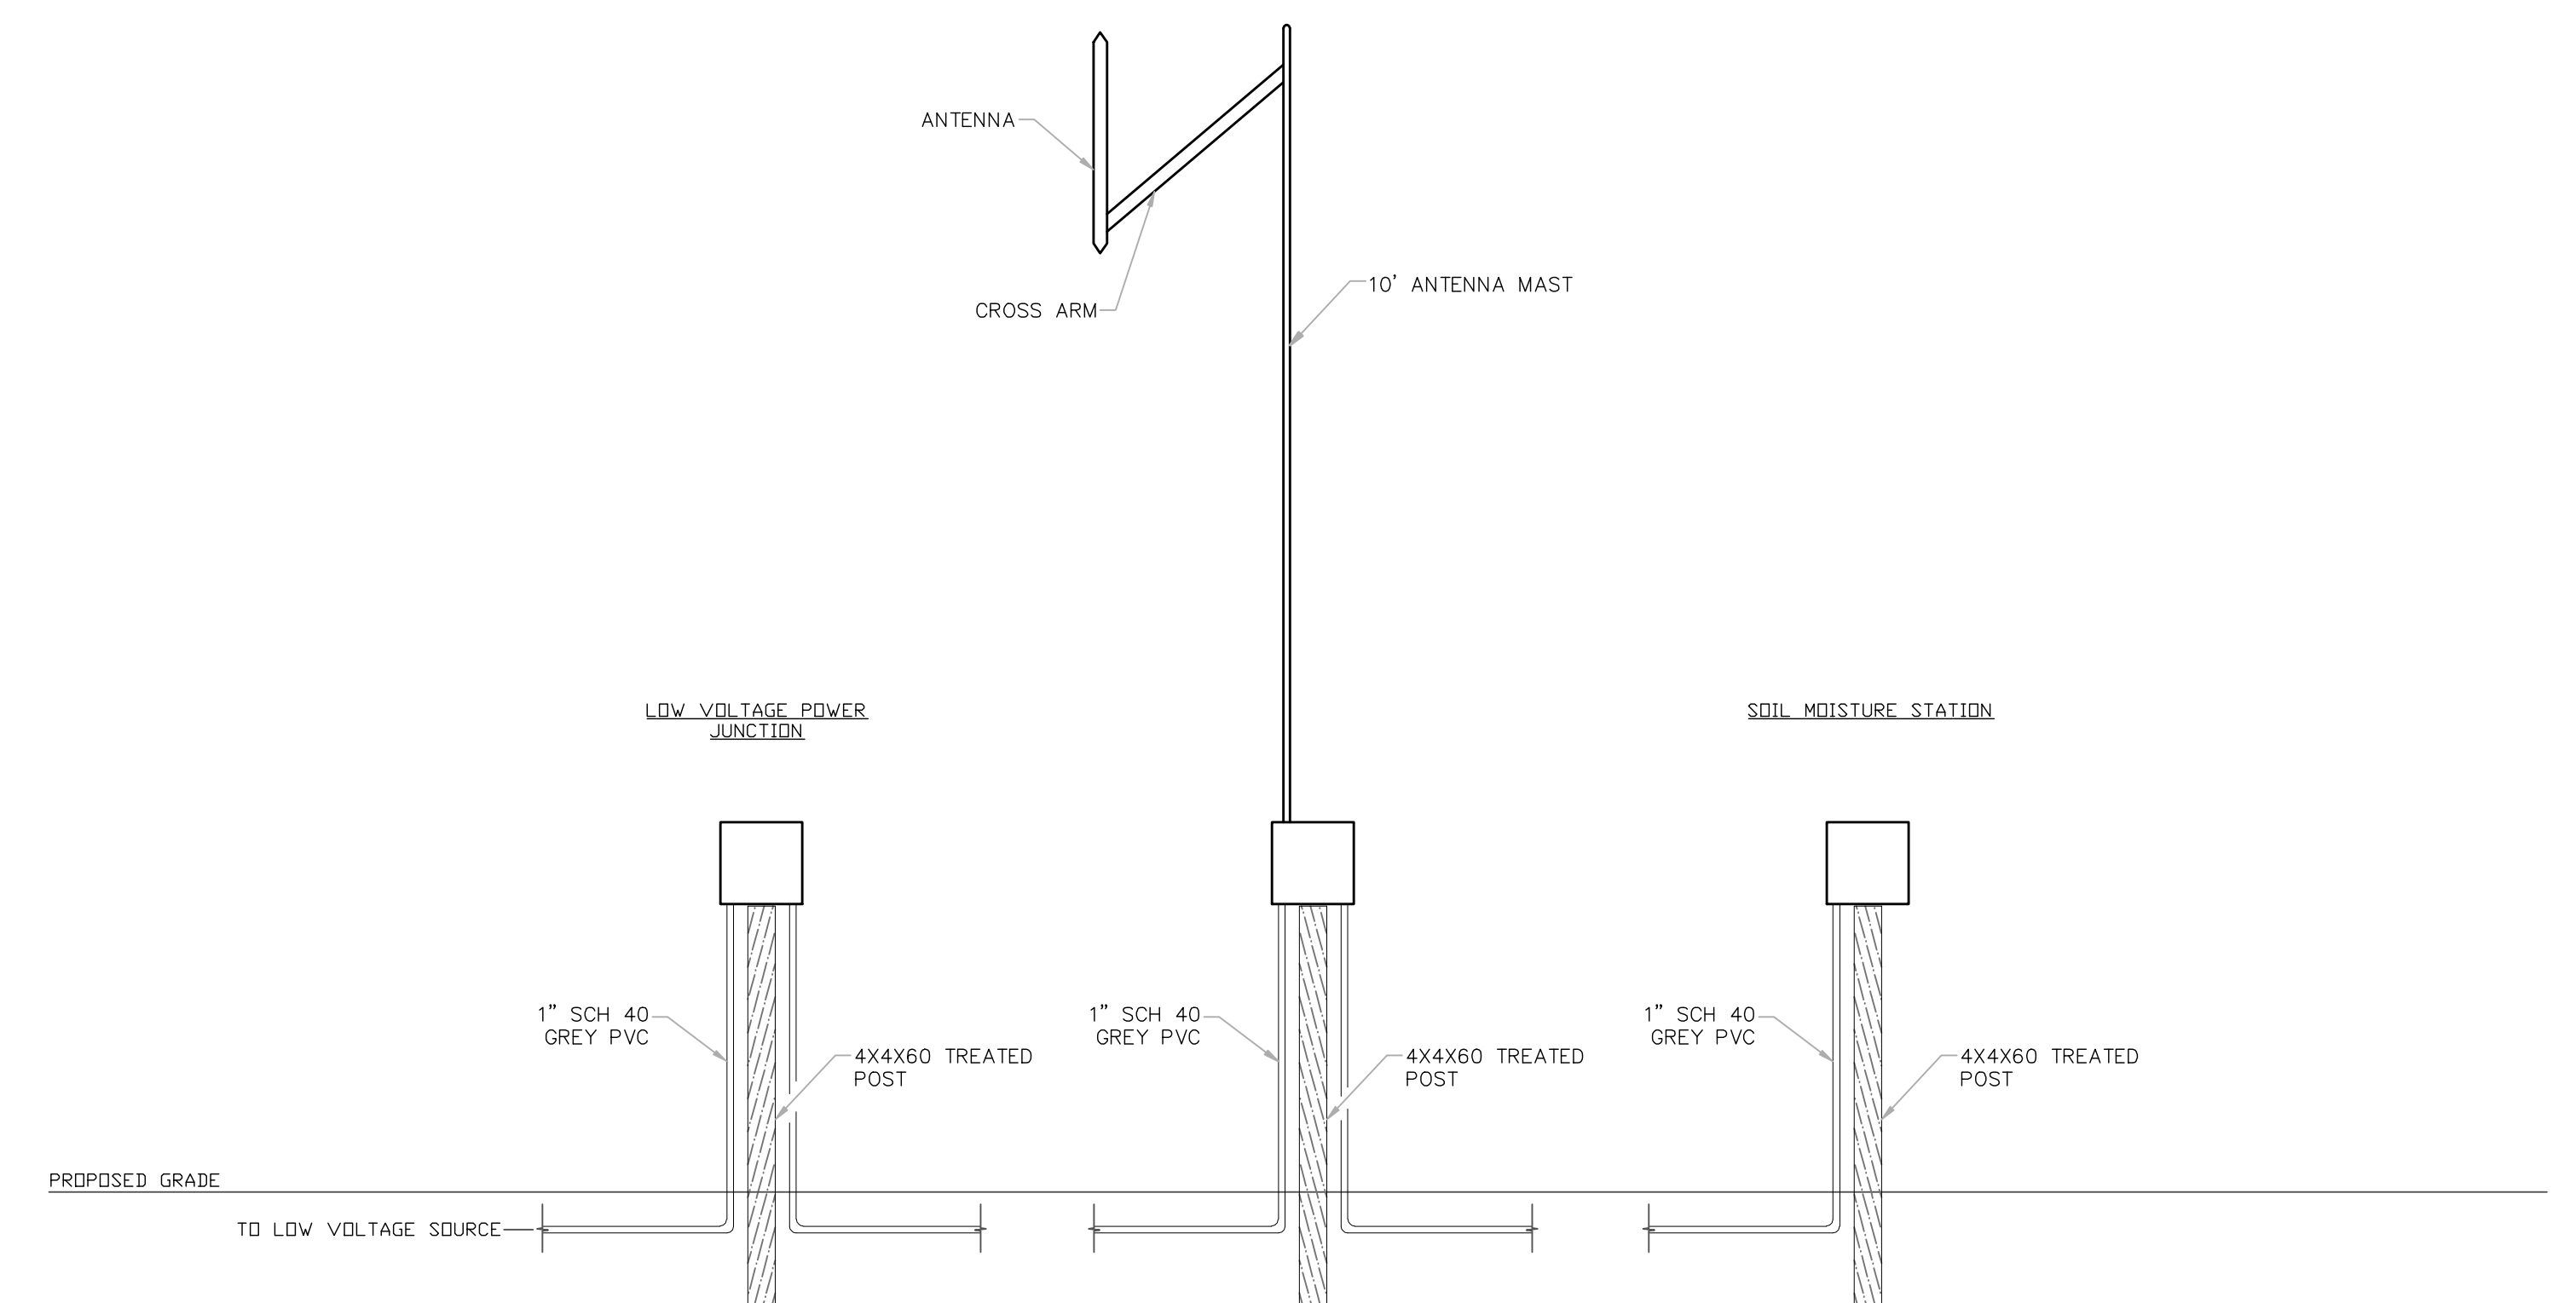 ANTENNA
CROSS ARM
10' ANTENNA MAST
LOW VOLTAGE POWER
JUNCTION
SOIL MOISTURE STATION
1” SCH 40
GREY PVC
4X4X60 TREATED
POST
1” SCH 40
GREY PVC
4X4X60 TREATED
POST
1” SCH 40
GREY PVC
4X4X60 TREATED
POST
PROPOSED GRADE
TO LOW VOLTAGE SOURCE